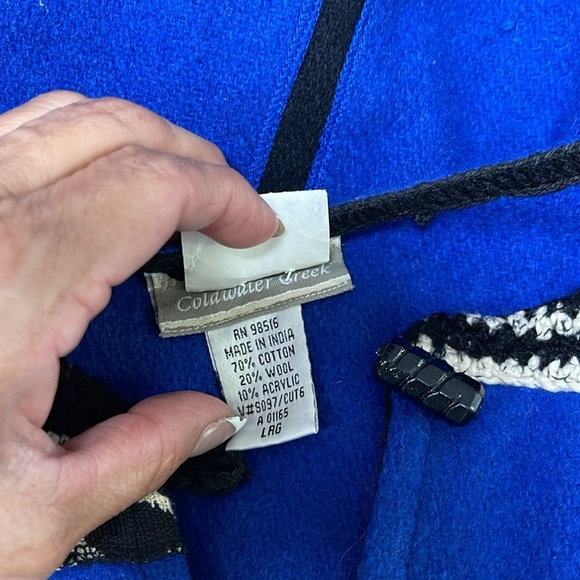 Coldwater Creek
RN 98516
MADE IN INDIA
70% COTTON
20% WOOL
10% ACRYLIC
V#S097/CUT6
A 01165
LRG